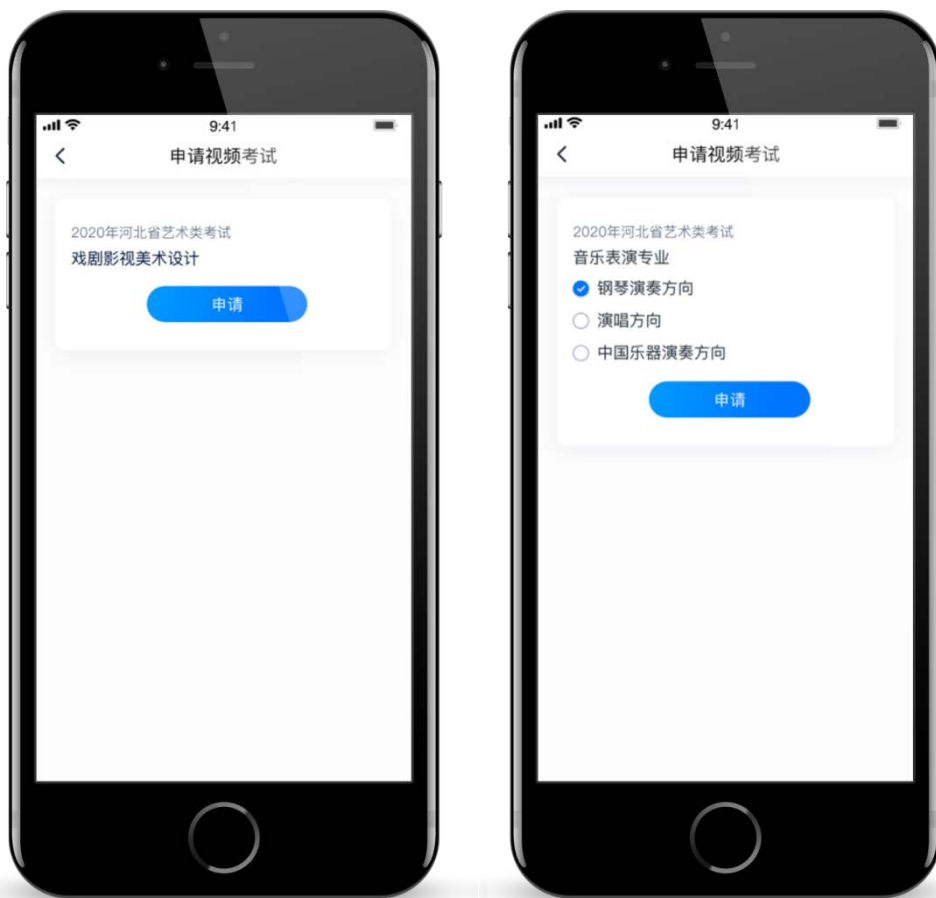 9:41
申请视频考试
2020年河北省艺术类考试
戏剧影视美术设计
申请
9:41
申请视频考试
2020年河北省艺术类考试
音乐表演专业
钢琴演奏方向
演唱方向
中国乐器演奏方向
申请